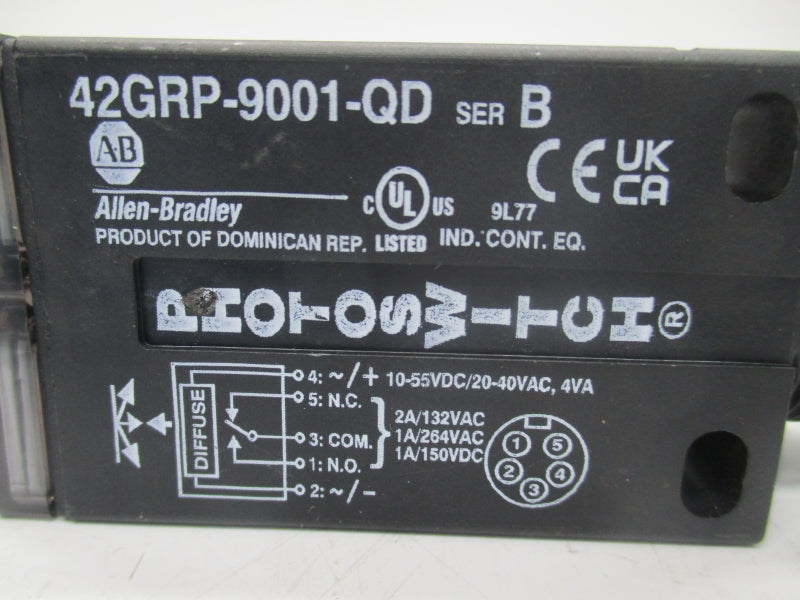 42GRP-9001-QD SER B
A·B
CE UK CA
Allen-Bradley
C UL US 9L77
PRODUCT OF DOMINICAN REP. LISTED IND. CONT. EQ.
PHOTOSWITCH®
DIFFUSE
4: ~/+ 10-55VDC/20-40VAC, 4VA
5: N.C.
3: COM.
1: N.O.
2: ~/-
2A/132VAC
1A/264VAC
1A/150VDC
1 5
2 4
3